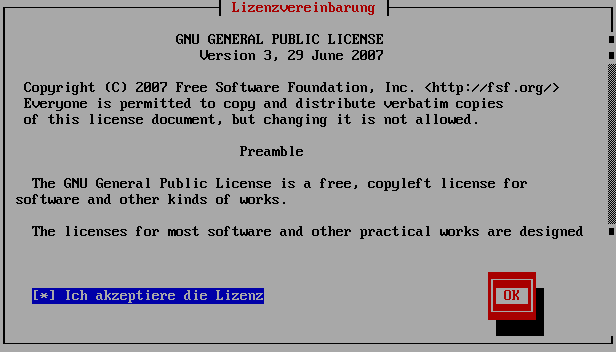 Lizenzvereinbarung
GNU GENERAL PUBLIC LICENSE
Version 3, 29 June 2007
Copyright (C) 2007 Free Software Foundation, Inc. <http://fsf.org/>
Everyone is permitted to copy and distribute verbatim copies
of this license document, but changing it is not allowed.
Preamble
The GNU General Public License is a free, copyleft license for
software and other kinds of works.
The licenses for most software and other practical works are designed
[*] Ich akzeptiere die Lizenz
OK